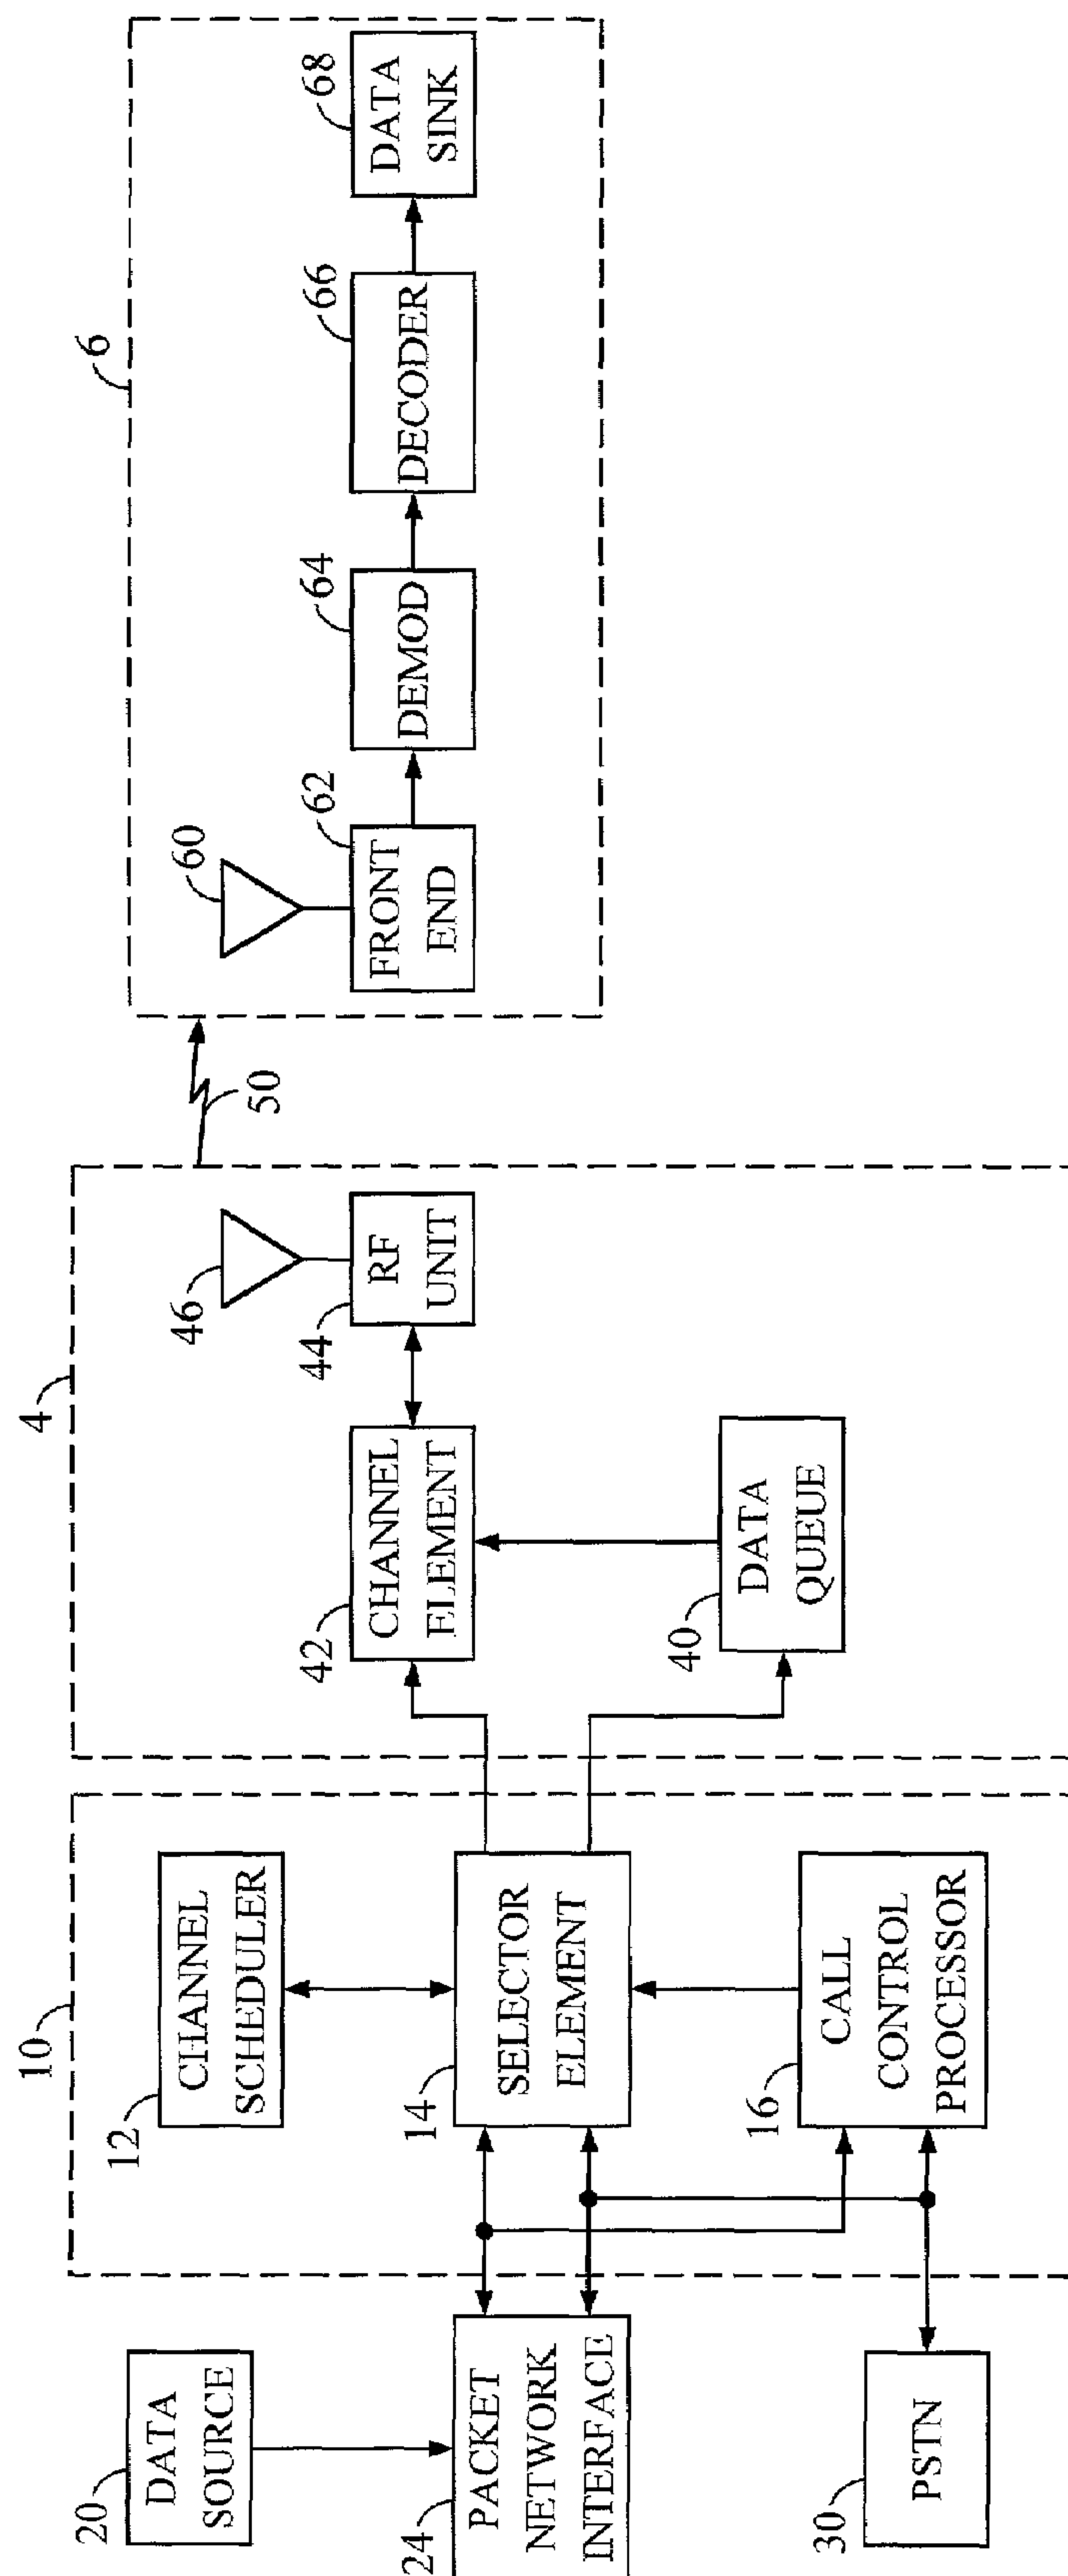 20
DATA
SOURCE
24
PACKET
NETWORK
INTERFACE
30
PSTN
10
12
CHANNEL
SCHEDULER
14
SELECTOR
ELEMENT
16
CALL
CONTROL
PROCESSOR
4
42
CHANNEL
ELEMENT
44
RF
UNIT
46
40
DATA
QUEUE
50
6
60
62
FRONT
END
64
DEMOD
66
DECODER
68
DATA
SINK